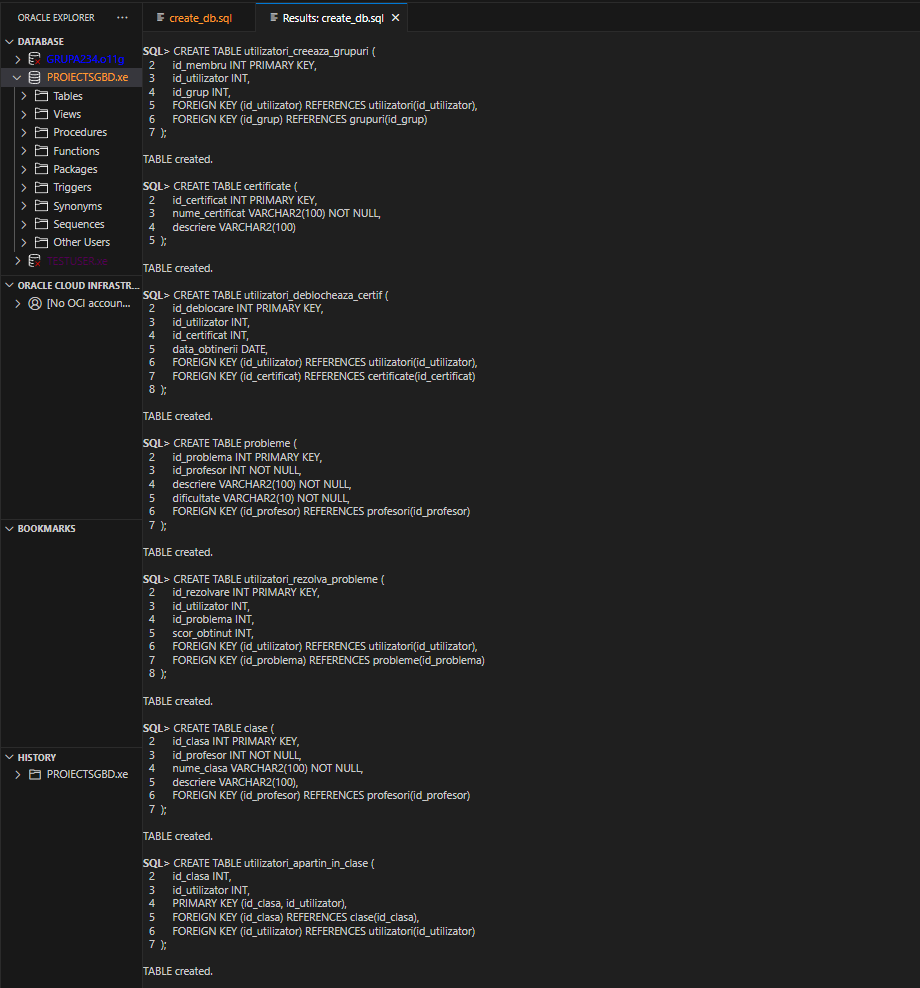 ORACLE EXPLORER ···
DATABASE
GRUPA234.o11g
PROIECTSGBD.xe
Tables
Views
Procedures
Functions
Packages
Triggers
Synonyms
Sequences
Other Users
TESTUSER.xe
ORACLE CLOUD INFRASTR...
[No OCI accoun...
BOOKMARKS
HISTORY
PROIECTSGBD.xe
create_db.sql
Results: create_db.sql
SQL> CREATE TABLE utilizatori_creeaza_grupuri (
2 id_membru INT PRIMARY KEY,
3 id_utilizator INT,
4 id_grup INT,
5 FOREIGN KEY (id_utilizator) REFERENCES utilizatori(id_utilizator),
6 FOREIGN KEY (id_grup) REFERENCES grupuri(id_grup)
7 );
TABLE created.
SQL> CREATE TABLE certificate (
2 id_certificat INT PRIMARY KEY,
3 nume_certificat VARCHAR2(100) NOT NULL,
4 descriere VARCHAR2(100)
5 );
TABLE created.
SQL> CREATE TABLE utilizatori_deblocheaza_certif (
2 id_deblocare INT PRIMARY KEY,
3 id_utilizator INT,
4 id_certificat INT,
5 data_obtinerii DATE,
6 FOREIGN KEY (id_utilizator) REFERENCES utilizatori(id_utilizator),
7 FOREIGN KEY (id_certificat) REFERENCES certificate(id_certificat)
8 );
TABLE created.
SQL> CREATE TABLE probleme (
2 id_problema INT PRIMARY KEY,
3 id_profesor INT NOT NULL,
4 descriere VARCHAR2(100) NOT NULL,
5 dificultate VARCHAR2(10) NOT NULL,
6 FOREIGN KEY (id_profesor) REFERENCES profesori(id_profesor)
7 );
TABLE created.
SQL> CREATE TABLE utilizatori_rezolva_probleme (
2 id_rezolvare INT PRIMARY KEY,
3 id_utilizator INT,
4 id_problema INT,
5 scor_obtinut INT,
6 FOREIGN KEY (id_utilizator) REFERENCES utilizatori(id_utilizator),
7 FOREIGN KEY (id_problema) REFERENCES probleme(id_problema)
8 );
TABLE created.
SQL> CREATE TABLE clase (
2 id_clasa INT PRIMARY KEY,
3 id_profesor INT NOT NULL,
4 nume_clasa VARCHAR2(100) NOT NULL,
5 descriere VARCHAR2(100),
6 FOREIGN KEY (id_profesor) REFERENCES profesori(id_profesor)
7 );
TABLE created.
SQL> CREATE TABLE utilizatori_apartin_in_clase (
2 id_clasa INT,
3 id_utilizator INT,
4 PRIMARY KEY (id_clasa, id_utilizator),
5 FOREIGN KEY (id_clasa) REFERENCES clase(id_clasa),
6 FOREIGN KEY (id_utilizator) REFERENCES utilizatori(id_utilizator)
7 );
TABLE created.